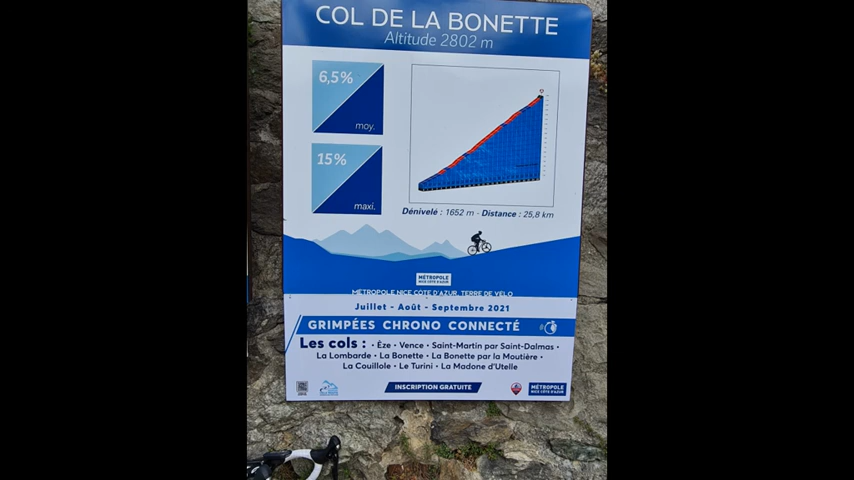 COL DE LA BONETTE
Altitude 2802 m
6,5%
moy.
15%
maxi.
Dénivelé : 1652 m - Distance : 25,8 km
MÉTROPOLE
NICE CÔTE D'AZUR
MÉTROPOLE NICE CÔTE D'AZUR, TERRE DE VÉLO
Juillet - Août - Septembre 2021
GRIMPÉES CHRONO CONNECTÉ
Les cols : • Èze • Vence • Saint-Martin par Saint-Dalmas •
La Lombarde • La Bonette • La Bonette par la Moutière •
La Couillole • Le Turini • La Madone d'Utelle
INSCRIPTION GRATUITE
MÉTROPOLE
NICE CÔTE D'AZUR